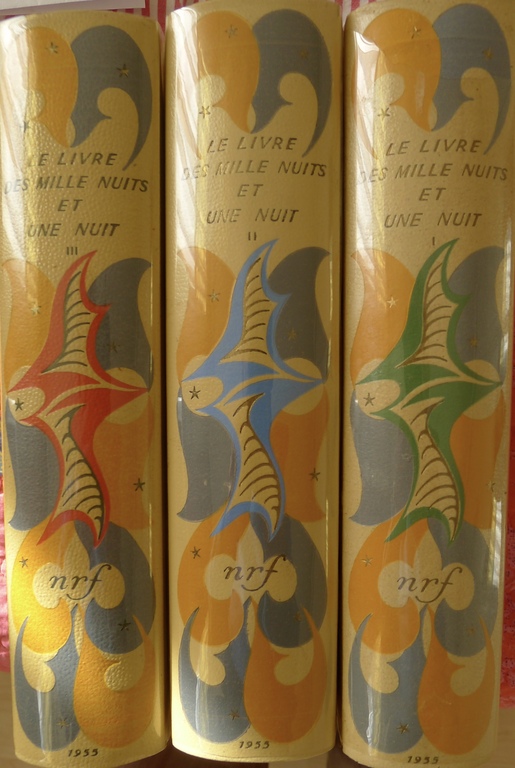 LE LIVRE
DES MILLE NUITS
ET
UNE NUIT
III
nrf
1955
LE LIVRE
DES MILLE NUITS
ET
UNE NUIT
II
nrf
1955
LE LIVRE
DES MILLE NUITS
ET
UNE NUIT
I
nrf
1955